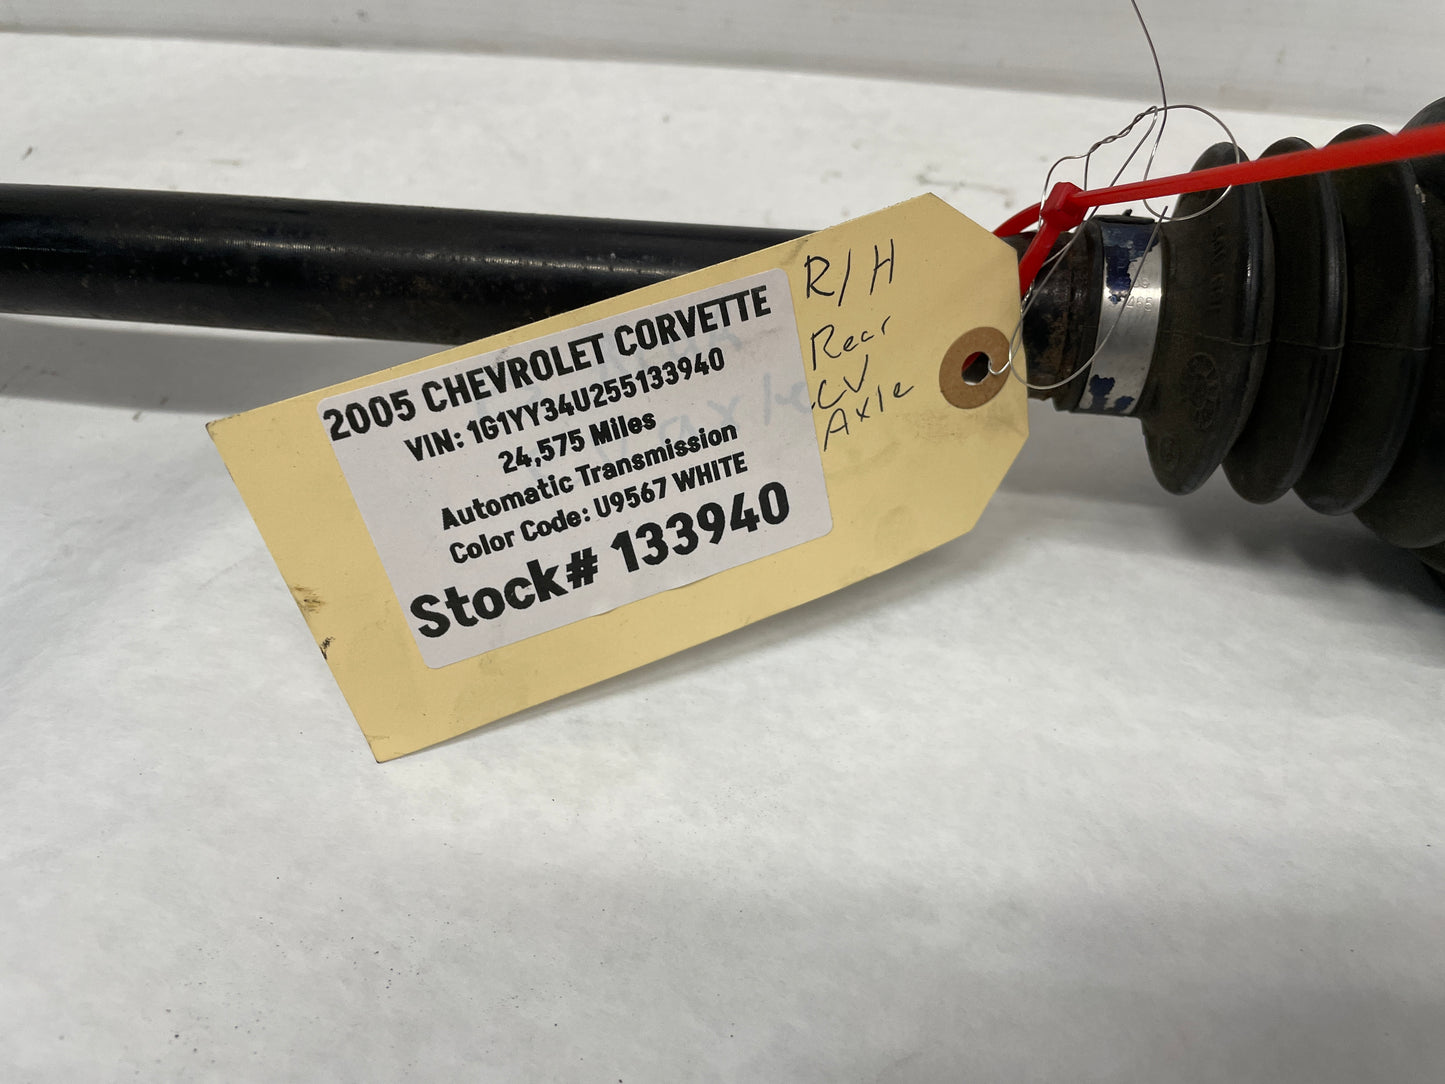 2005 CHEVROLET CORVETTE
VIN: 1G1YY34U255133940
24,575 Miles
Automatic Transmission
Color Code: U9567 WHITE
Stock# 133940
R/H
Rear
CV
Axle